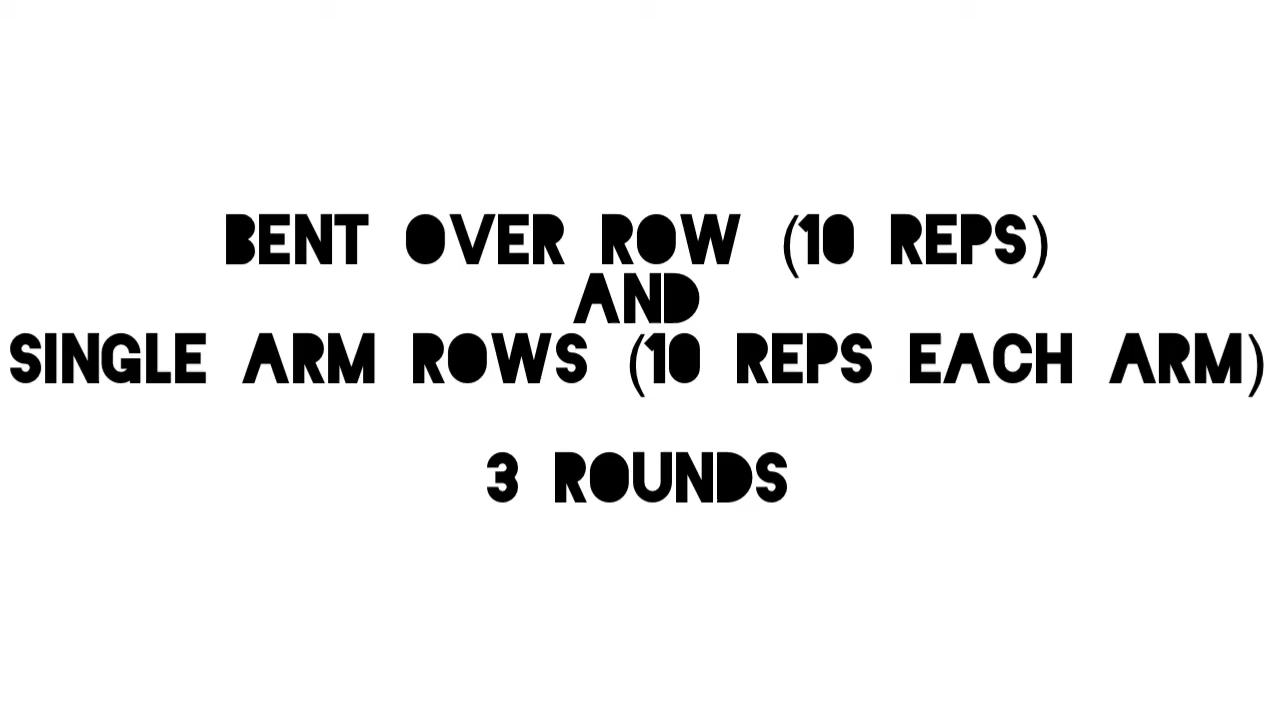 BENT OVER ROW (10 REPS)
AND
SINGLE ARM ROWS (10 REPS EACH ARM)
3 ROUNDS